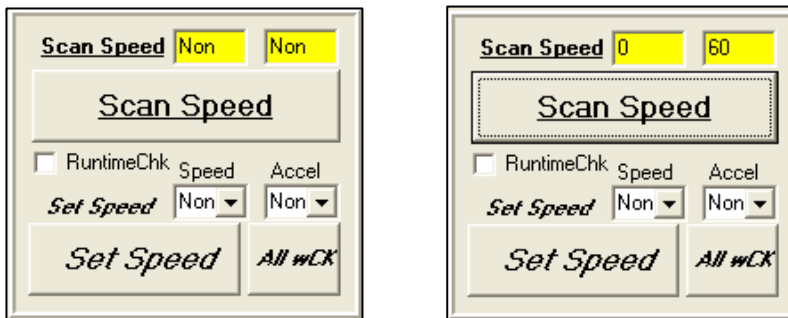 Scan Speed Non Non
Scan Speed
RuntimeChk Speed Accel
Set Speed Non Non
Set Speed All wCK
Scan Speed 0 60
Scan Speed
RuntimeChk Speed Accel
Set Speed Non Non
Set Speed All wCK